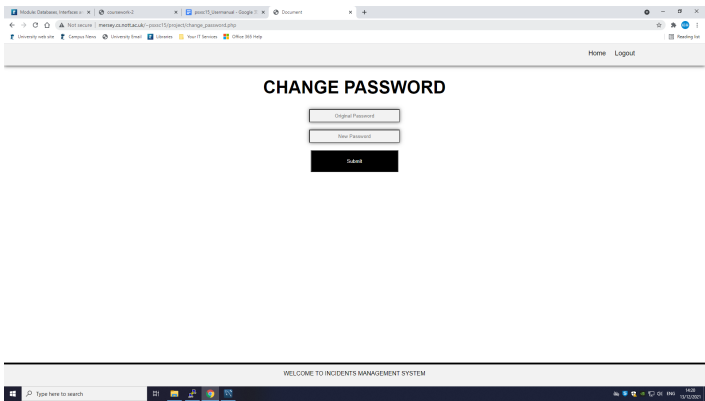 Module: Databases, Interfaces a
coursework-2
psxsc15_Usermanual - Google D
Document
Not secure | mersey.cs.nott.ac.uk/~psxsc15/project/change_password.php
University web site
Campus News
University Email
Libraries
Your IT Services
Office 365 Help
Reading list
Home Logout
CHANGE PASSWORD
Original Password
New Password
Submit
WELCOME TO INCIDENTS MANAGEMENT SYSTEM
Type here to search
ENG
14:20
13/12/2021